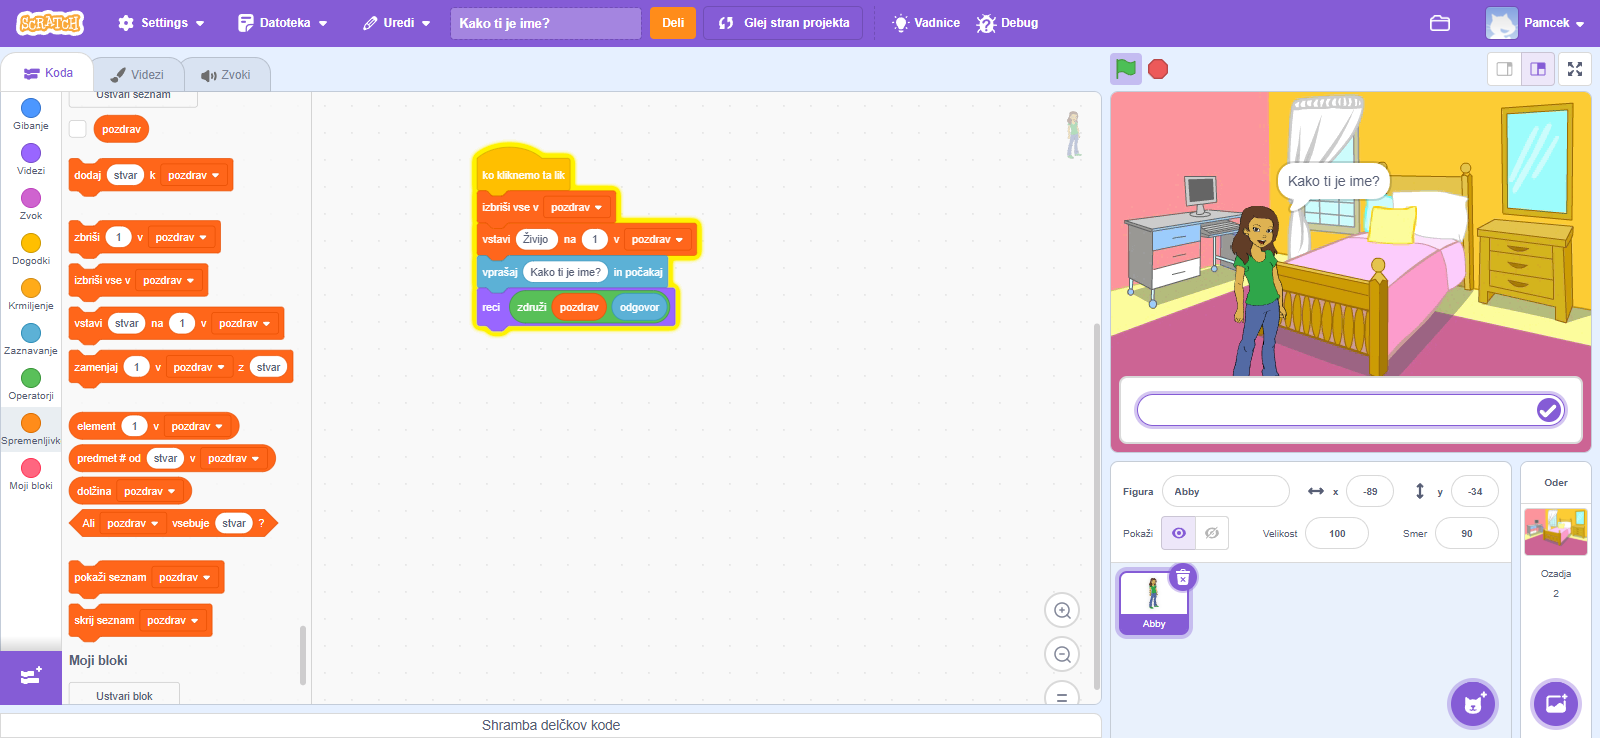 SCRATCH
Settings
Datoteka
Uredi
Kako ti je ime?
Deli
Glej stran projekta
Vadnice
Debug
Pamcek
Koda
Videzi
Zvoki
Gibanje
Videzi
Zvok
Dogodki
Krmiljenje
Zaznavanje
Operatorji
Spremenljivk
Moji bloki
Ustvari seznam
pozdrav
dodaj stvar k pozdrav
zbriši 1 v pozdrav
izbriši vse v pozdrav
vstavi stvar na 1 v pozdrav
zamenjaj 1 v pozdrav z stvar
element 1 v pozdrav
predmet # od stvar v pozdrav
dolžina pozdrav
Ali pozdrav vsebuje stvar ?
pokaži seznam pozdrav
skrij seznam pozdrav
Moji bloki
Ustvari blok
ko kliknemo ta lik
izbriši vse v pozdrav
vstavi Živijo na 1 v pozdrav
vprašaj Kako ti je ime? in počakaj
reci združi pozdrav odgovor
Shramba delčkov kode
Kako ti je ime?
Figura Abby x -89 y -34
Pokaži Velikost 100 Smer 90
Abby
Oder
Ozadja
2